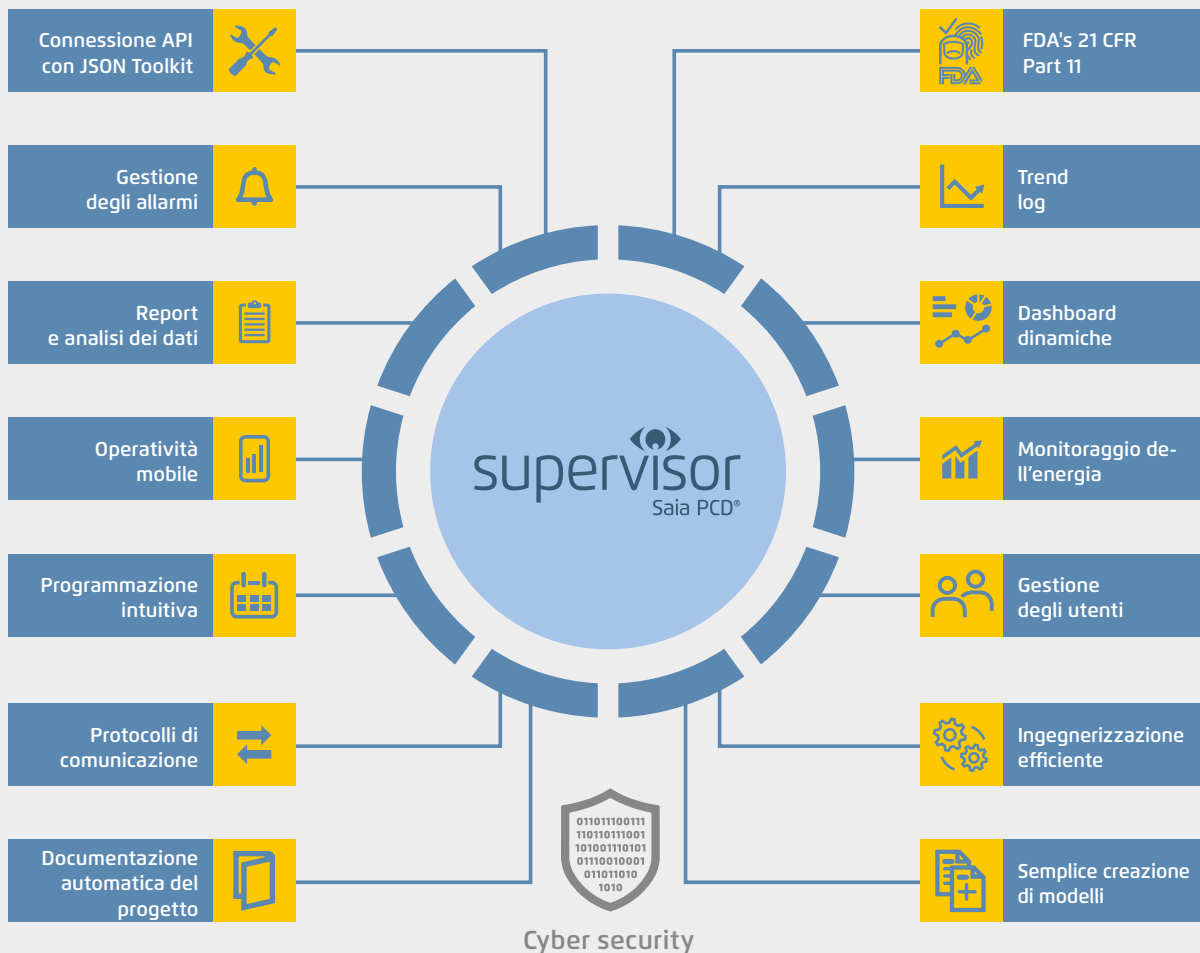 Connessione API
con JSON Toolkit
Gestione
degli allarmi
Report
e analisi dei dati
Operatività
mobile
Programmazione
intuitiva
Protocolli di
comunicazione
Documentazione
automatica del
progetto
supervisor
Saia PCD®
FDA
FDA's 21 CFR
Part 11
Trend
log
Dashboard
dinamiche
Monitoraggio de-
ll'energia
Gestione
degli utenti
Ingegnerizzazione
efficiente
Semplice creazione
di modelli
011011100111
110110111001
101001110101
01110010001
011011010
1010
Cyber security